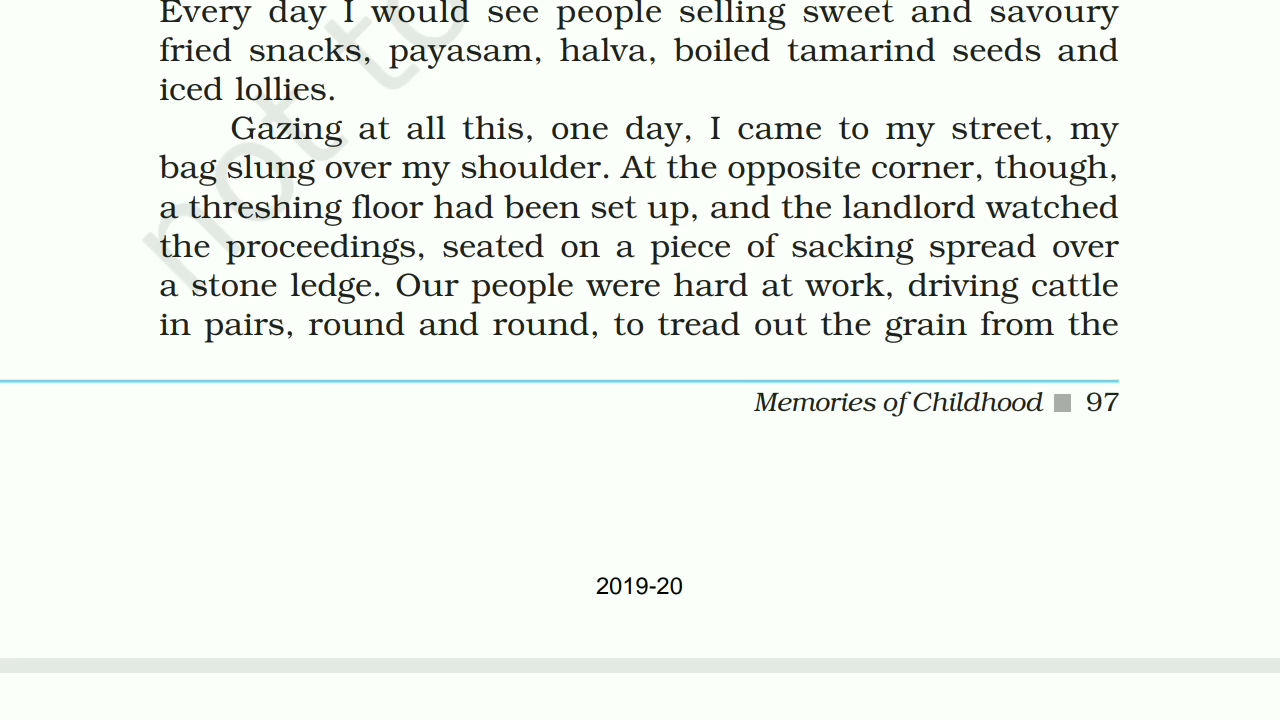 Every day I would see people selling sweet and savoury
fried snacks, payasam, halva, boiled tamarind seeds and
iced lollies.
Gazing at all this, one day, I came to my street, my
bag slung over my shoulder. At the opposite corner, though,
a threshing floor had been set up, and the landlord watched
the proceedings, seated on a piece of sacking spread over
a stone ledge. Our people were hard at work, driving cattle
in pairs, round and round, to tread out the grain from the
Memories of Childhood 97
2019-20
not to